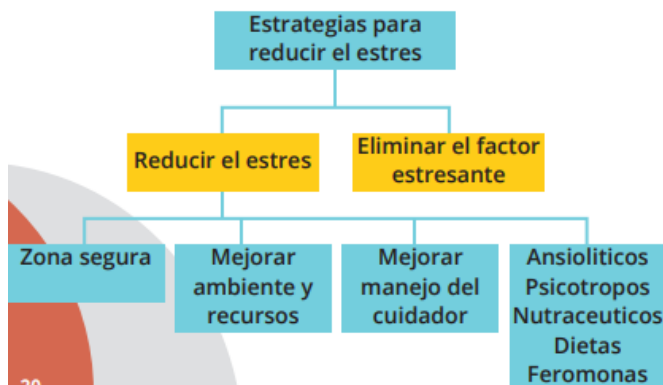 Estrategias para
reducir el estres
Reducir el estres
Eliminar el factor
estresante
Zona segura
Mejorar
ambiente y
recursos
Mejorar
manejo del
cuidador
Ansioliticos
Psicotropos
Nutraceuticos
Dietas
Feromonas